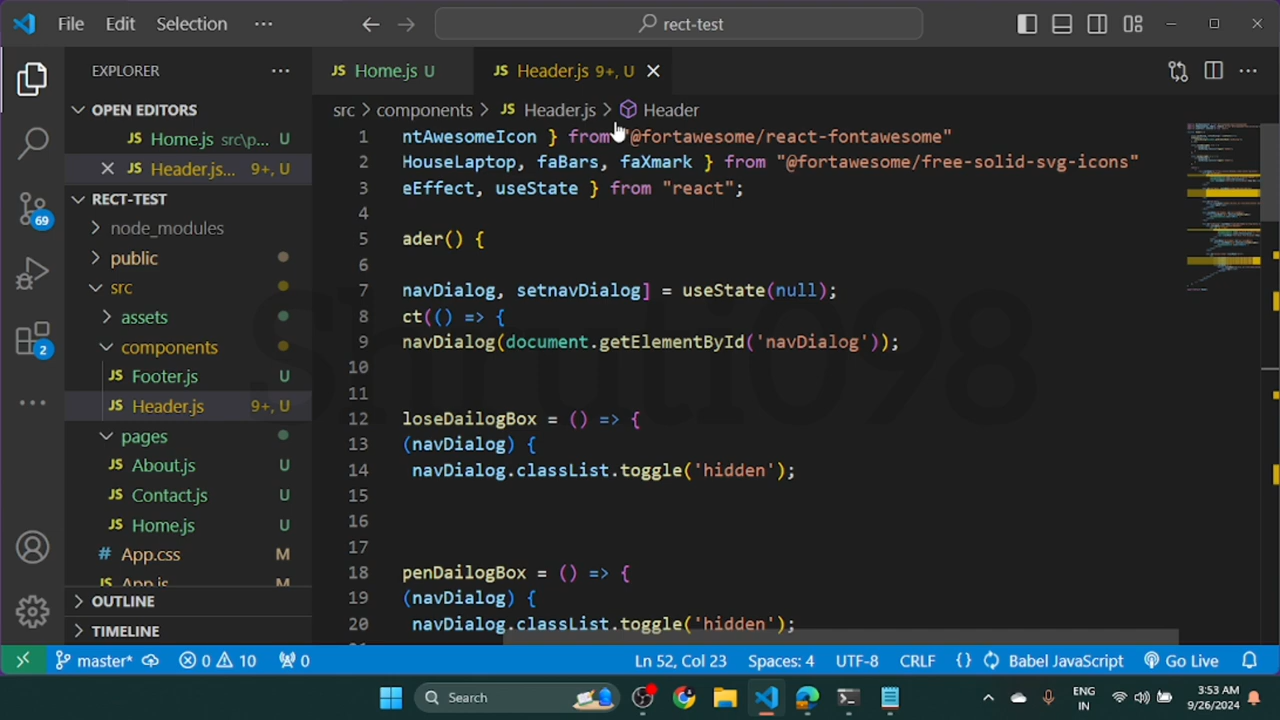 File Edit Selection ··· rect-test
EXPLORER ···
OPEN EDITORS
Home.js src\p... U
Header.js... 9+, U
RECT-TEST
node_modules
public
src
assets
components
Footer.js U
Header.js 9+, U
pages
About.js U
Contact.js U
Home.js U
# App.css M
App.js M
OUTLINE
TIMELINE
Home.js U Header.js 9+, U
src > components > JS Header.js > Header
1 ntAwesomeIcon } from "@fortawesome/react-fontawesome"
2 HouseLaptop, faBars, faXmark } from "@fortawesome/free-solid-svg-icons"
3 eEffect, useState } from "react";
4
5 ader() {
6
7 navDialog, setnavDialog] = useState(null);
8 ct(() => {
9 navDialog(document.getElementById('navDialog'));
10
11
12 loseDailogBox = () => {
13 (navDialog) {
14 navDialog.classList.toggle('hidden');
15
16
17
18 penDailogBox = () => {
19 (navDialog) {
20 navDialog.classList.toggle('hidden');
Shruti098
69
2
master* 0 10 0 Ln 52, Col 23 Spaces: 4 UTF-8 CRLF {} Babel JavaScript Go Live
Search ENG IN 3:53 AM 9/26/2024